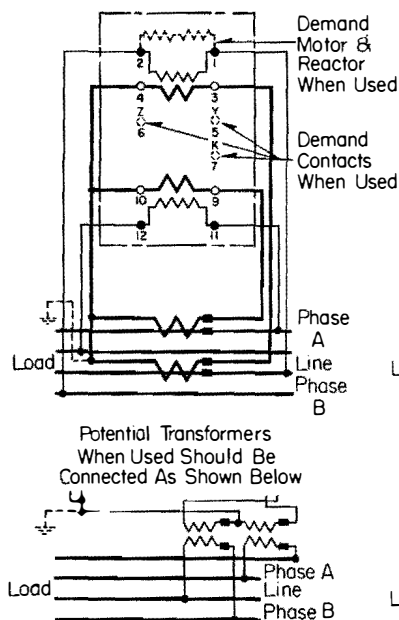 Demand
Motor &
Reactor
When Used
2
1
4
3
Z
Y
6
5
K
7
Demand
Contacts
When Used
10
9
12
11
Phase
A
Load
Line
Phase
B
L
Potential Transformers
When Used Should Be
Connected As Shown Below
Phase A
Load
Line
Phase B
L